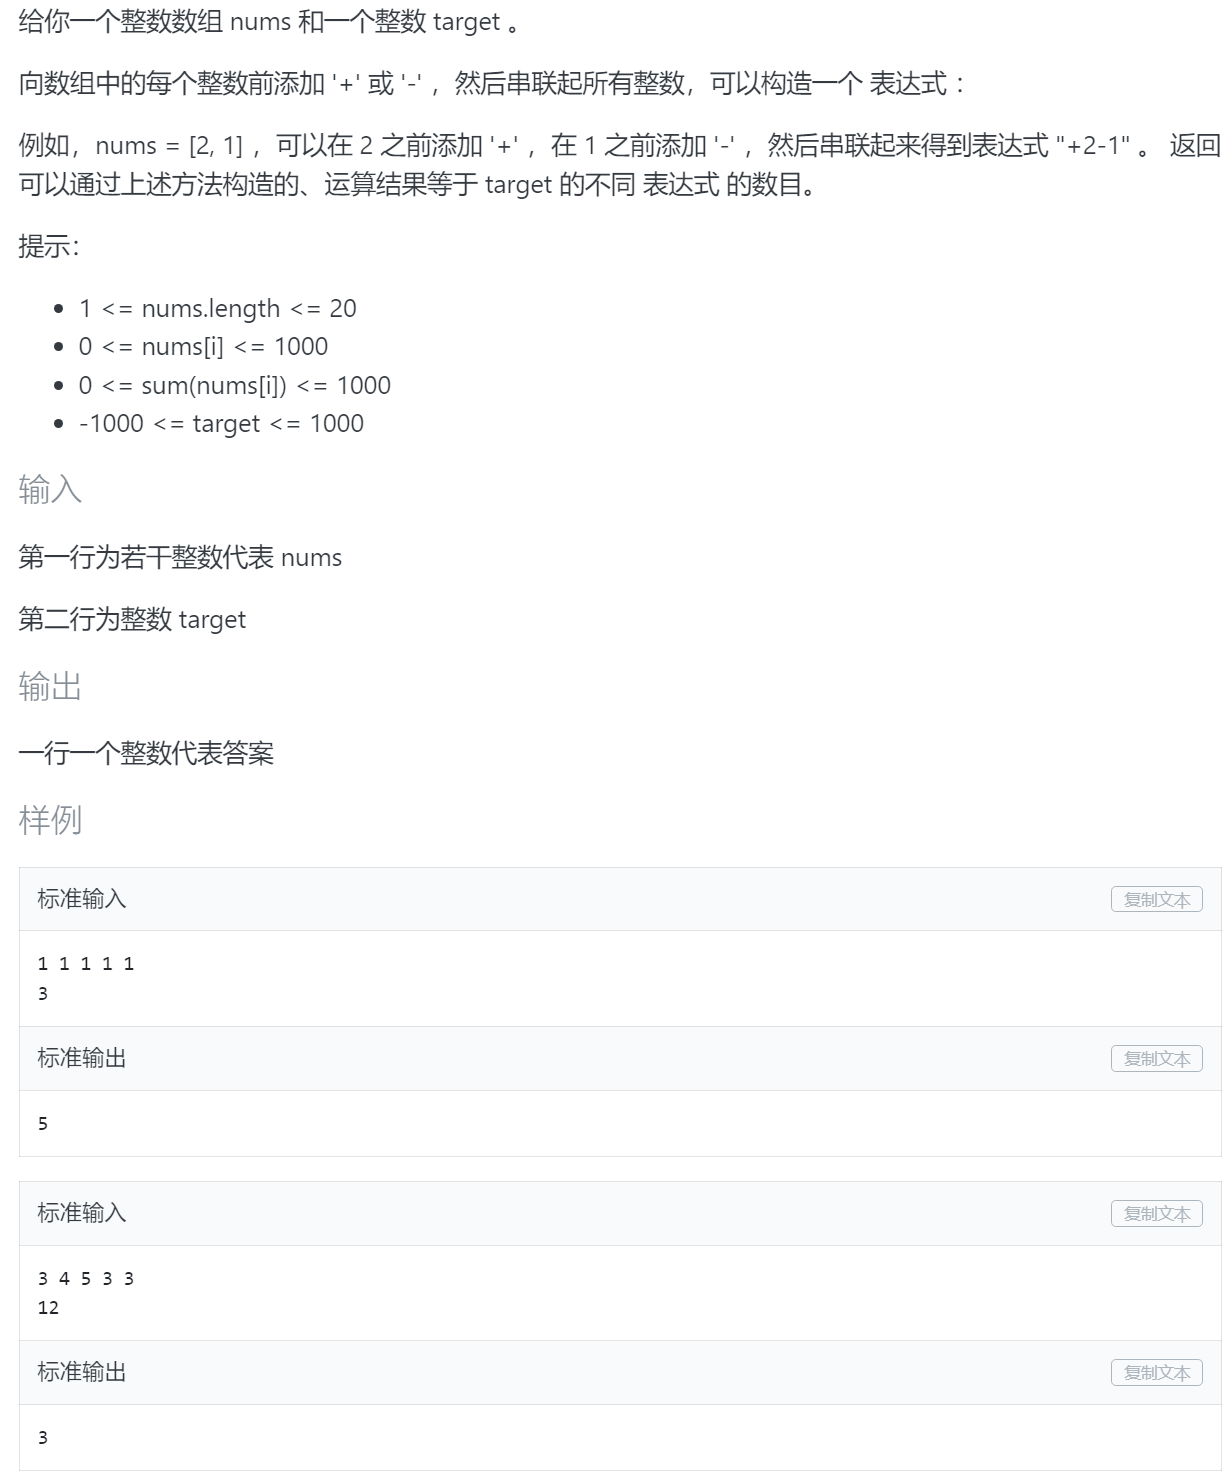 给你一个整数数组 nums 和一个整数 target 。
向数组中的每个整数前添加 '+' 或 '-' ，然后串联起所有整数，可以构造一个 表达式 ：
例如，nums = [2, 1] ，可以在 2 之前添加 '+' ，在 1 之前添加 '-' ，然后串联起来得到表达式 "+2-1" 。 返回
可以通过上述方法构造的、运算结果等于 target 的不同 表达式 的数目。
提示：
• 1 <= nums.length <= 20
• 0 <= nums[i] <= 1000
• 0 <= sum(nums[i]) <= 1000
• -1000 <= target <= 1000
输入
第一行为若干整数代表 nums
第二行为整数 target
输出
一行一个整数代表答案
样例
标准输入 复制文本
1 1 1 1 1
3
标准输出 复制文本
5
标准输入 复制文本
3 4 5 3 3
12
标准输出 复制文本
3